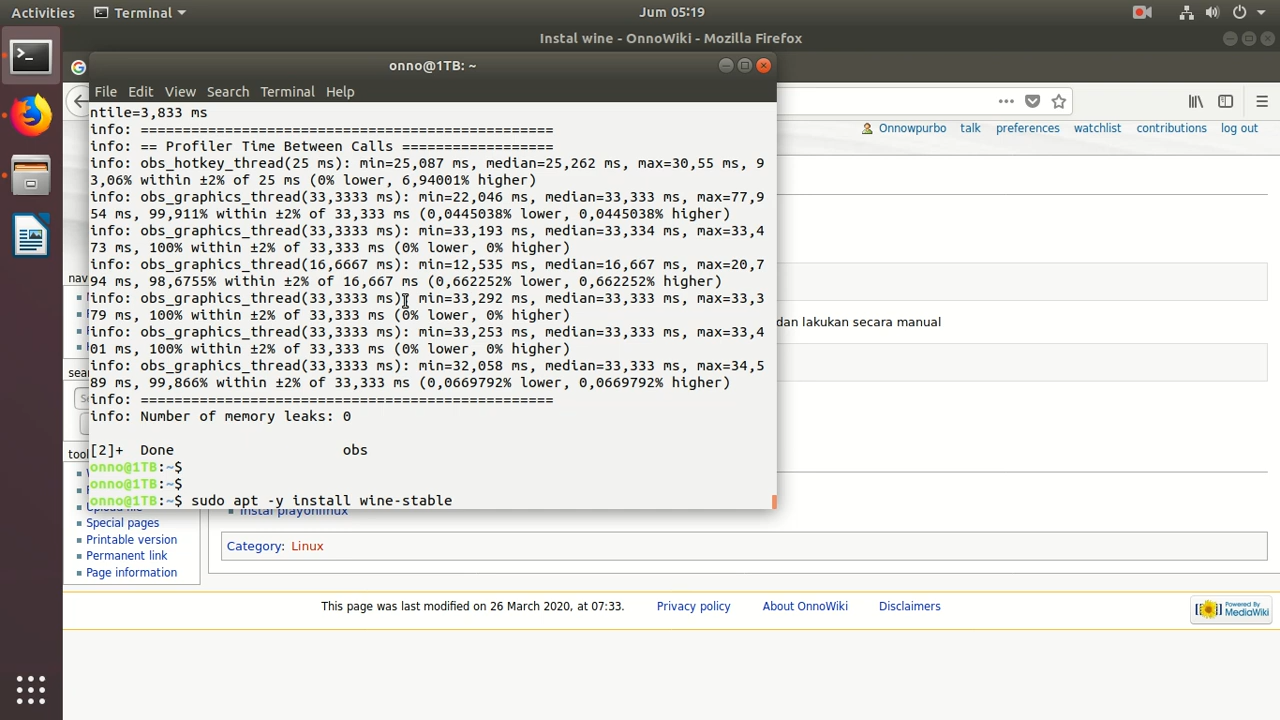 Activities Terminal Jum 05:19
Instal wine - OnnoWiki - Mozilla Firefox
onno@1TB: ~
File Edit View Search Terminal Help
ntile=3,833 ms
info: =================================================
info: == Profiler Time Between Calls ==================
info: obs_hotkey_thread(25 ms): min=25,087 ms, median=25,262 ms, max=30,55 ms, 9
3,06% within ±2% of 25 ms (0% lower, 6,94001% higher)
info: obs_graphics_thread(33,3333 ms): min=22,046 ms, median=33,333 ms, max=77,9
54 ms, 99,911% within ±2% of 33,333 ms (0,0445038% lower, 0,0445038% higher)
info: obs_graphics_thread(33,3333 ms): min=33,193 ms, median=33,334 ms, max=33,4
73 ms, 100% within ±2% of 33,333 ms (0% lower, 0% higher)
info: obs_graphics_thread(16,6667 ms): min=12,535 ms, median=16,667 ms, max=20,7
94 ms, 98,6755% within ±2% of 16,667 ms (0,662252% lower, 0,662252% higher)
info: obs_graphics_thread(33,3333 ms): min=33,292 ms, median=33,333 ms, max=33,3
79 ms, 100% within ±2% of 33,333 ms (0% lower, 0% higher)
info: obs_graphics_thread(33,3333 ms): min=33,253 ms, median=33,333 ms, max=33,4
01 ms, 100% within ±2% of 33,333 ms (0% lower, 0% higher)
info: obs_graphics_thread(33,3333 ms): min=32,058 ms, median=33,333 ms, max=34,5
89 ms, 99,866% within ±2% of 33,333 ms (0,0669792% lower, 0,0669792% higher)
info: =================================================
info: Number of memory leaks: 0
[2]+ Done obs
onno@1TB:~$
onno@1TB:~$
onno@1TB:~$ sudo apt -y install wine-stable
Onnowpurbo talk preferences watchlist contributions log out
dan lakukan secara manual
nav
sea
tool
Upload file
Special pages
Printable version
Permanent link
Page information
Instal playonlinux
Category: Linux
This page was last modified on 26 March 2020, at 07:33. Privacy policy About OnnoWiki Disclaimers
Powered By
MediaWiki